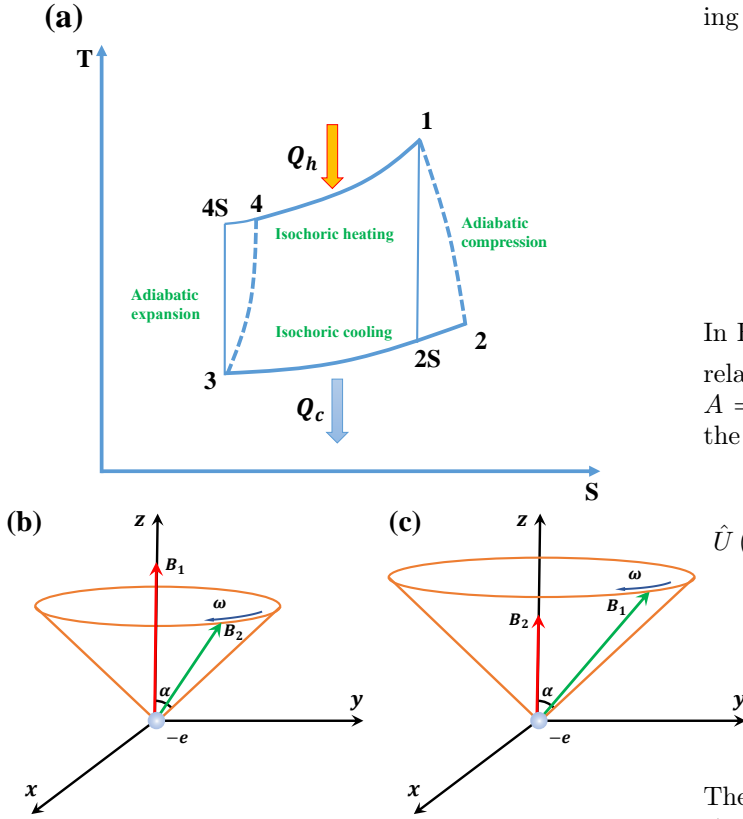 (a)
ing
T
1
Q_h
4S
4
Isochoric heating
Adiabatic
compression
Adiabatic
expansion
Isochoric cooling
2
2S
3
Q_c
S
In
rela
A =
the
(b)
z
B_1
ω
B_2
α
y
-e
x
(c)
z
ω
B_1
B_2
α
y
-e
x
Û (
The